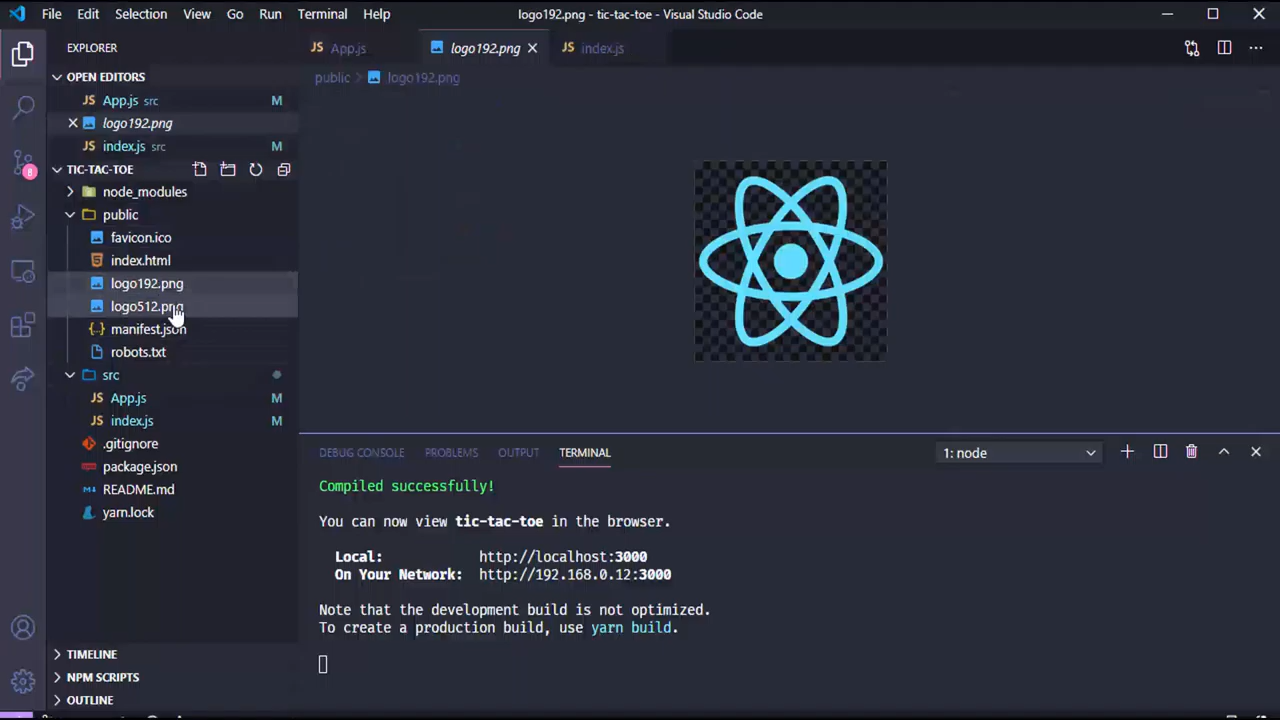 File Edit Selection View Go Run Terminal Help
logo192.png - tic-tac-toe - Visual Studio Code
EXPLORER
OPEN EDITORS
App.js src M
logo192.png
index.js src M
TIC-TAC-TOE
node_modules
public
favicon.ico
index.html
logo192.png
logo512.png
manifest.json
robots.txt
src
App.js M
index.js M
.gitignore
package.json
README.md
yarn.lock
TIMELINE
NPM SCRIPTS
OUTLINE
8
JS App.js logo192.png JS index.js
public > logo192.png
DEBUG CONSOLE PROBLEMS OUTPUT TERMINAL 1: node
Compiled successfully!
You can now view tic-tac-toe in the browser.
Local: http://localhost:3000
On Your Network: http://192.168.0.12:3000
Note that the development build is not optimized.
To create a production build, use yarn build.